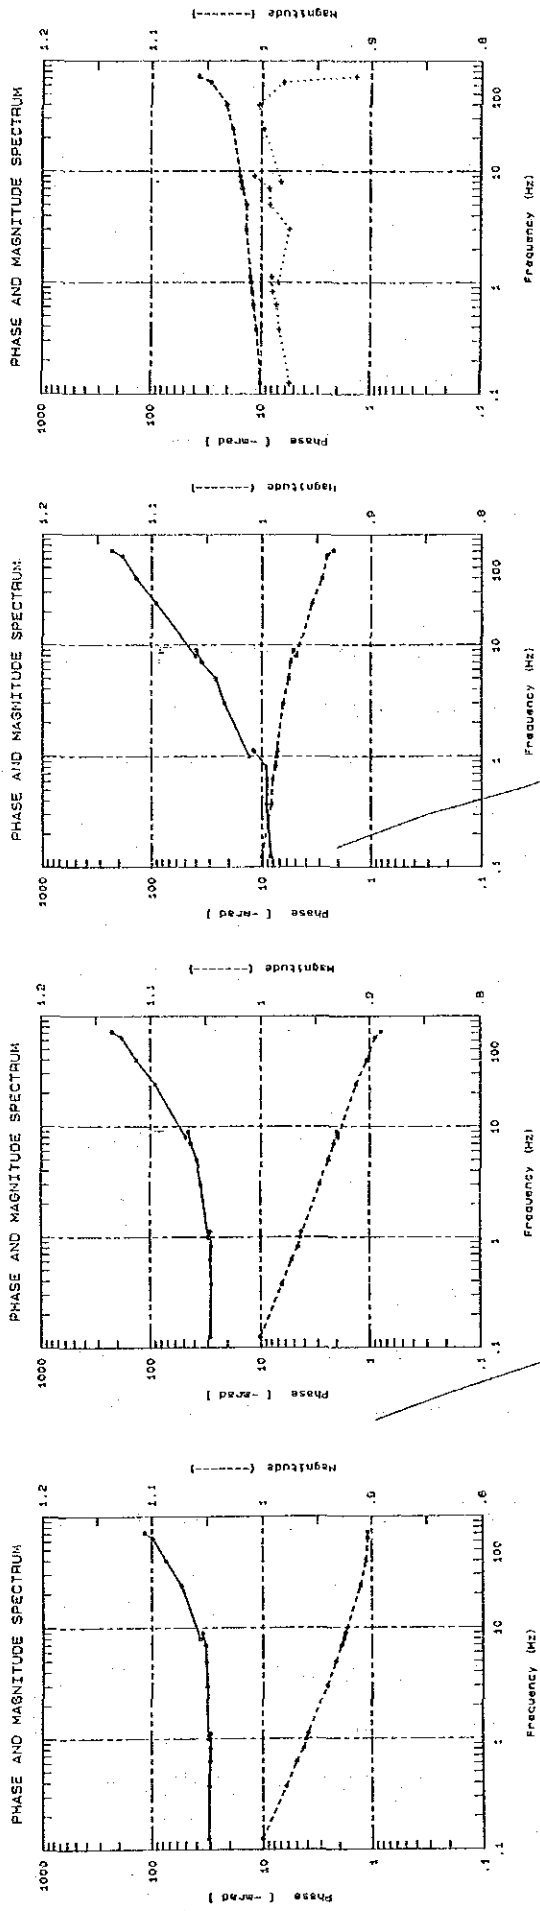 PHASE AND MAGNITUDE SPECTRUM
1000
100
10
1
.1
Phase [ -mrad ]
1.2
1.1
1
.9
.8
Magnitude (-------)
.1 1 10 100
Frequency (Hz)
PHASE AND MAGNITUDE SPECTRUM
1000
100
10
1
.1
Phase [ -mrad ]
1.2
1.1
1
.9
.8
Magnitude (-------)
.1 1 10 100
Frequency (Hz)
PHASE AND MAGNITUDE SPECTRUM
1000
100
10
1
.1
Phase [ -mrad ]
1.2
1.1
1
.9
.8
Magnitude (-------)
.1 1 10 100
Frequency (Hz)
PHASE AND MAGNITUDE SPECTRUM
1000
100
10
1
.1
Phase [ -mrad ]
1.2
1.1
1
.9
.8
Magnitude (-------)
.1 1 10 100
Frequency (Hz)